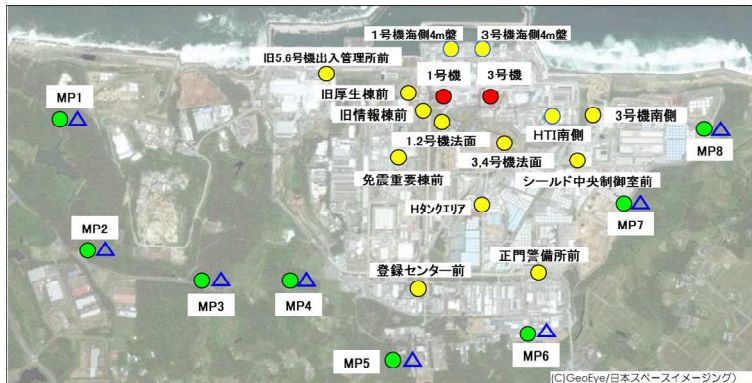 1号機海側4m盤
3号機海側4m盤
旧5.6号機出入管理所前
1号機
3号機
MP1
旧厚生棟前
旧情報棟前
3号機南側
HTI南側
1.2号機法面
MP8
3,4号機法面
免震重要棟前
シールド中央制御室前
Hタンクエリア
MP7
MP2
正門警備所前
登録センター前
MP3
MP4
MP6
MP5
(C)GeoEye/日本スペースイメージング)